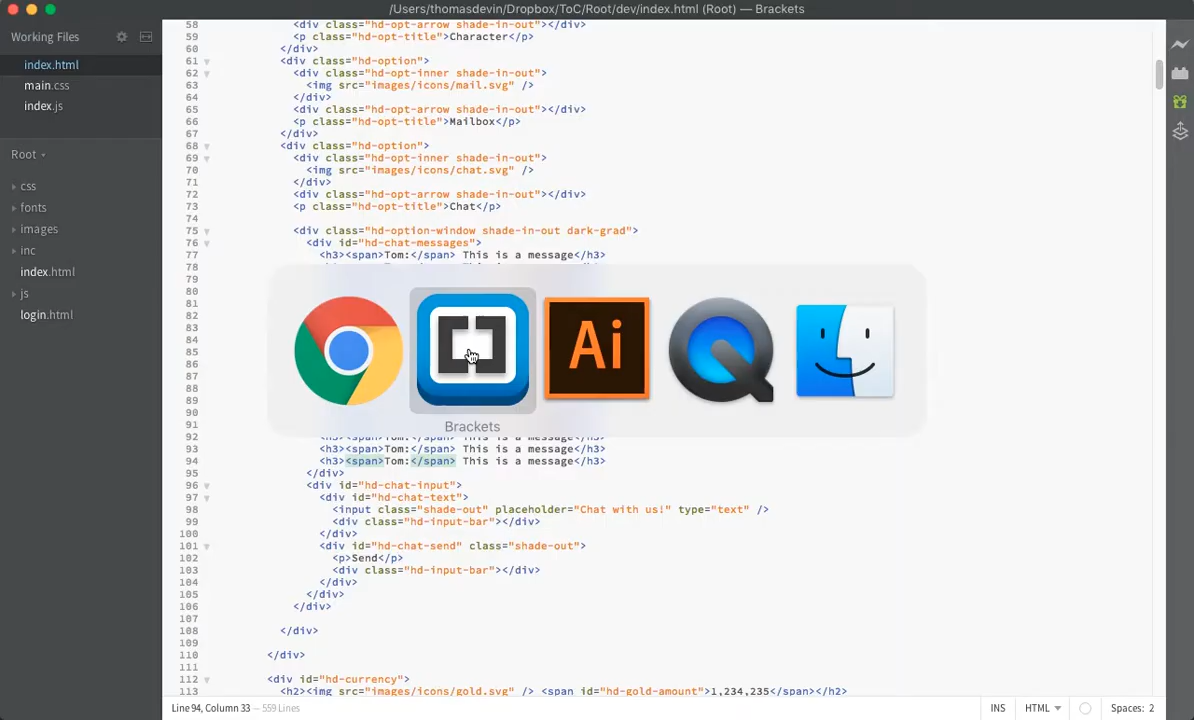 /Users/thomasdevin/Dropbox/ToC/Root/dev/index.html (Root) — Brackets
Working Files
index.html
main.css
index.js
Root
css
fonts
images
inc
index.html
js
login.html
58 <div class="hd-opt-arrow shade-in-out"></div>
59 <p class="hd-opt-title">Character</p>
60 </div>
61 <div class="hd-option">
62 <div class="hd-opt-inner shade-in-out">
63 <img src="images/icons/mail.svg" />
64 </div>
65 <div class="hd-opt-arrow shade-in-out"></div>
66 <p class="hd-opt-title">Mailbox</p>
67 </div>
68 <div class="hd-option">
69 <div class="hd-opt-inner shade-in-out">
70 <img src="images/icons/chat.svg" />
71 </div>
72 <div class="hd-opt-arrow shade-in-out"></div>
73 <p class="hd-opt-title">Chat</p>
74
75 <div class="hd-option-window shade-in-out dark-grad">
76 <div id="hd-chat-messages">
77 <h3><span>Tom:</span> This is a message</h3>
78
79
80
81
82
83
84
85
86
87
88
89
90
91
Ai
Brackets
92 <h3><span>Tom:</span> This is a message</h3>
93 <h3><span>Tom:</span> This is a message</h3>
94 <h3><span>Tom:</span> This is a message</h3>
95 </div>
96 <div id="hd-chat-input">
97 <div id="hd-chat-text">
98 <input class="shade-out" placeholder="Chat with us!" type="text" />
99 <div class="hd-input-bar"></div>
100 </div>
101 <div id="hd-chat-send" class="shade-out">
102 <p>Send</p>
103 <div class="hd-input-bar"></div>
104 </div>
105 </div>
106 </div>
107
108 </div>
109
110 </div>
111
112 <div id="hd-currency">
113 <h2><img src="images/icons/gold.svg" /> <span id="hd-gold-amount">1,234,235</span></h2>
Line 94, Column 33 — 559 Lines
INS
HTML
Spaces: 2